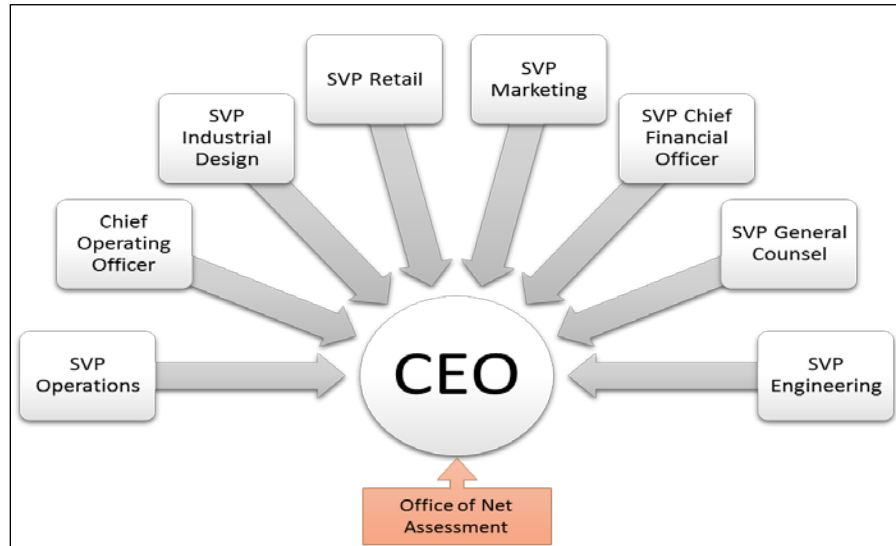 SVP Retail
SVP
Marketing
SVP
Industrial
Design
SVP Chief
Financial
Officer
Chief
Operating
Officer
SVP General
Counsel
SVP
Operations
CEO
SVP
Engineering
Office of Net
Assessment